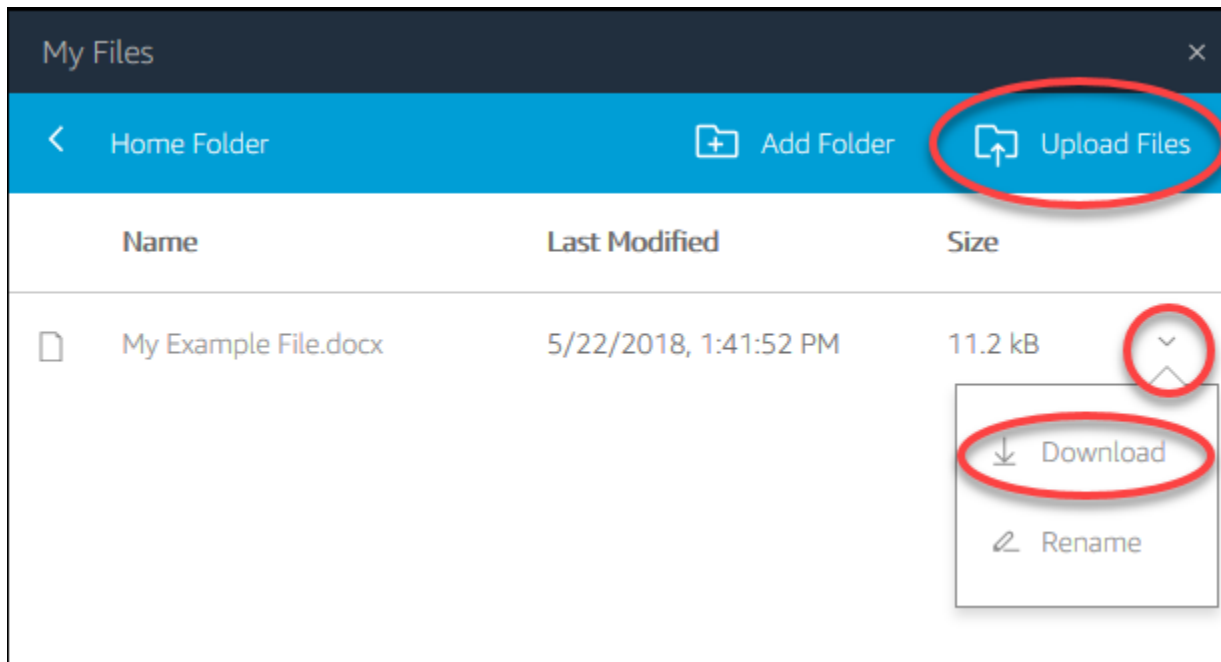 My Files
Home Folder Add Folder Upload Files
Name Last Modified Size
My Example File.docx 5/22/2018, 1:41:52 PM 11.2 kB
Download
Rename